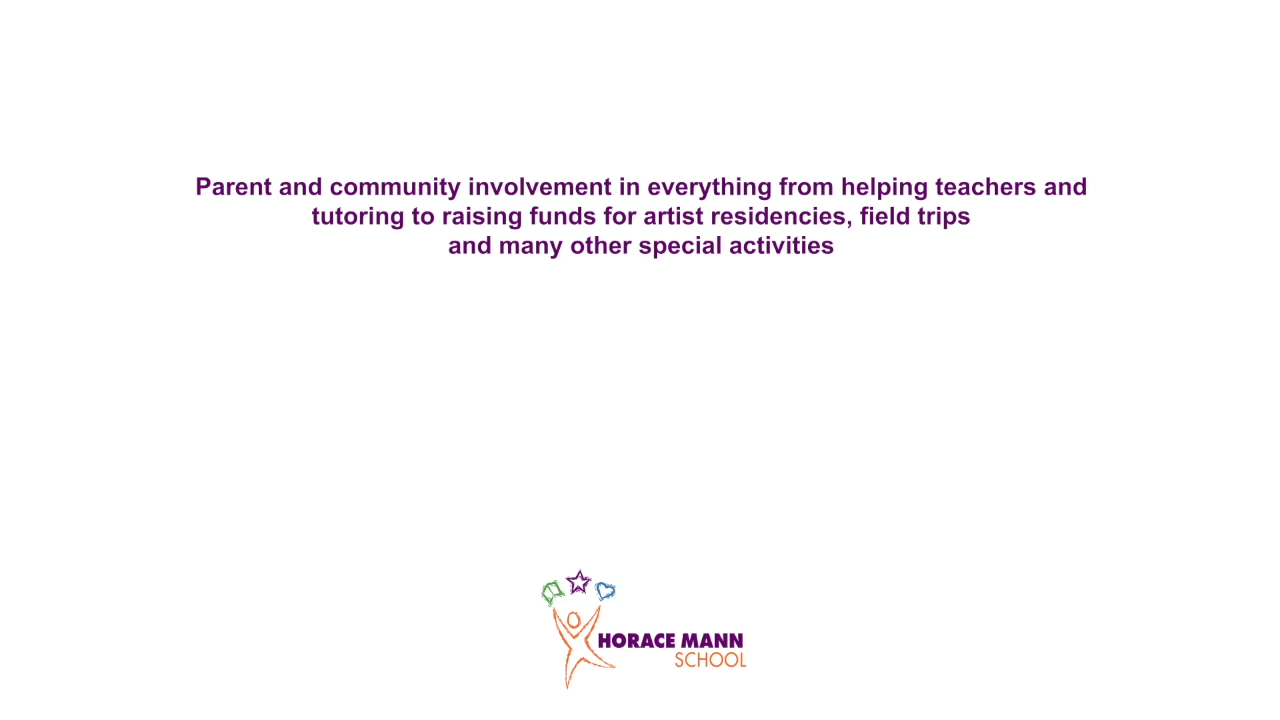 Parent and community involvement in everything from helping teachers and
tutoring to raising funds for artist residencies, field trips
and many other special activities
HORACE MANN
SCHOOL